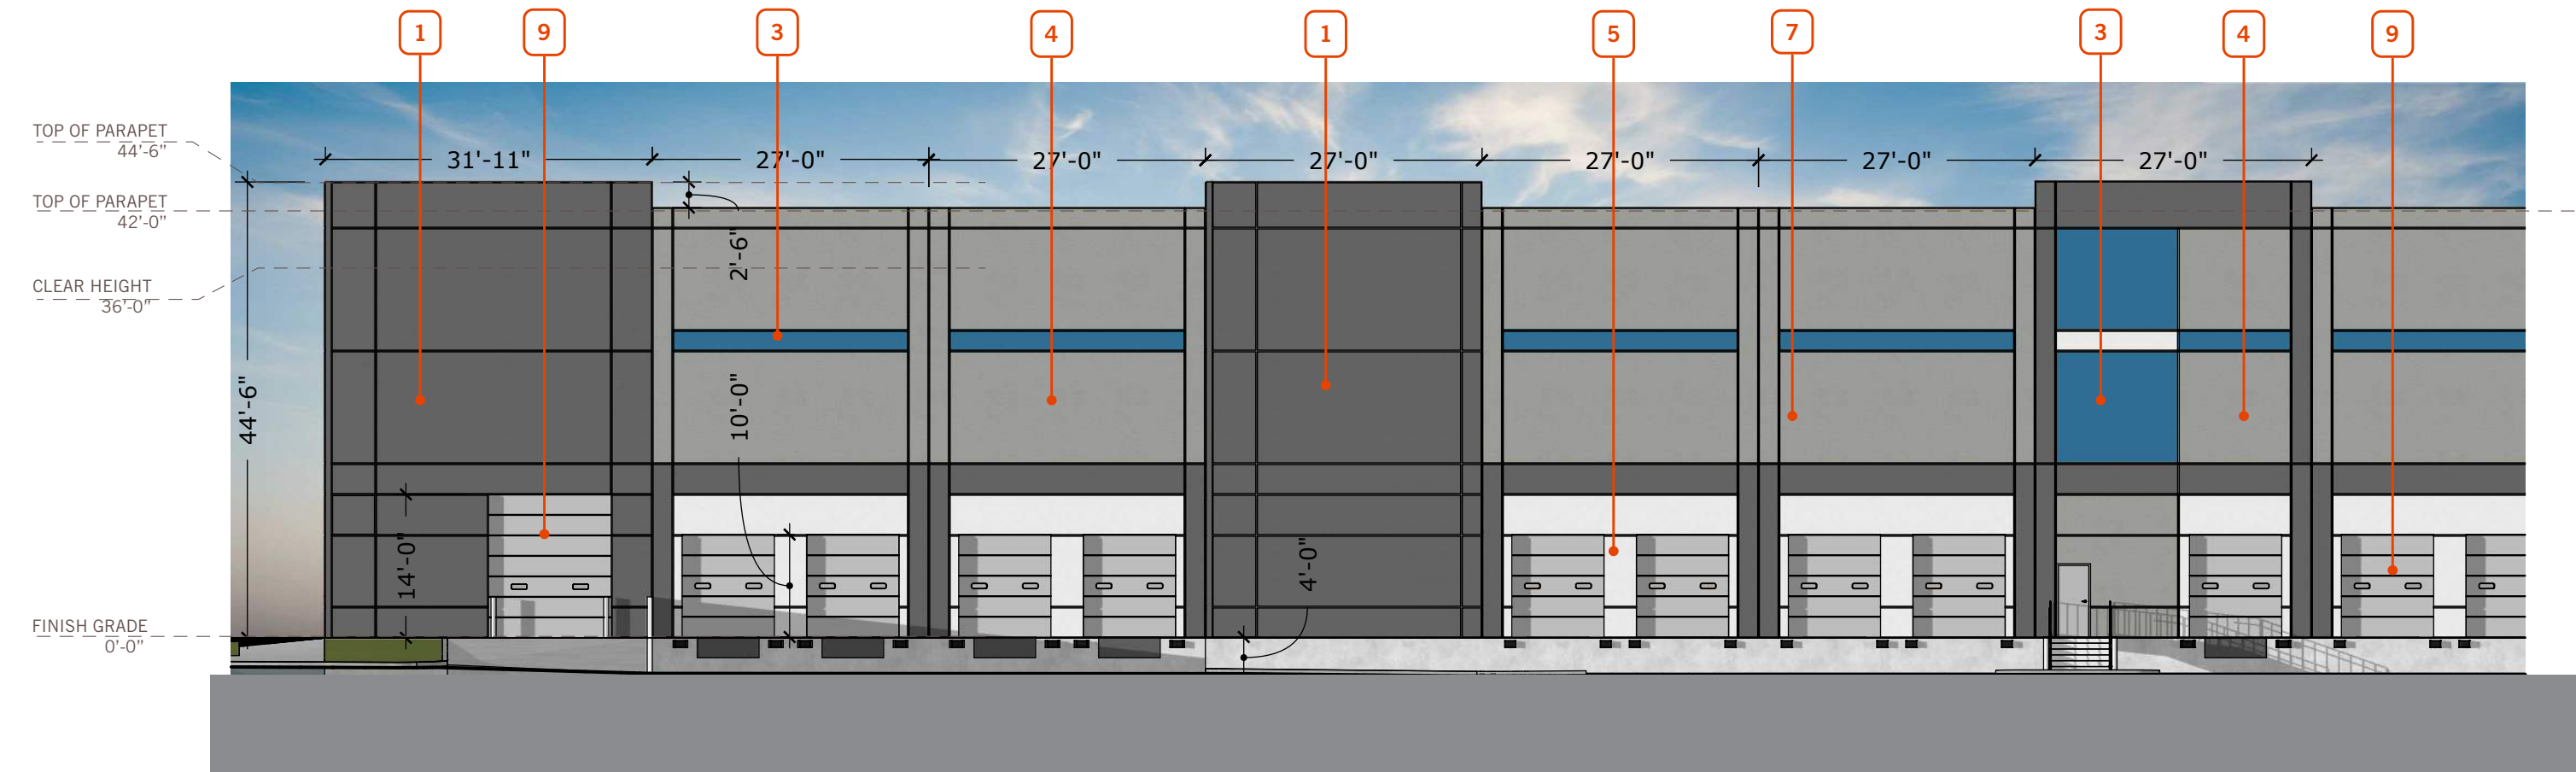 1 9 3 4 1 5 7 3 4 9
TOP OF PARAPET
44'-6"
31'-11" 27'-0" 27'-0" 27'-0" 27'-0" 27'-0" 27'-0"
TOP OF PARAPET
42'-0"
2'-6"
CLEAR HEIGHT
36'-0"
44'-6"
10'-0"
14'-0"
4'-0"
FINISH GRADE
0'-0"